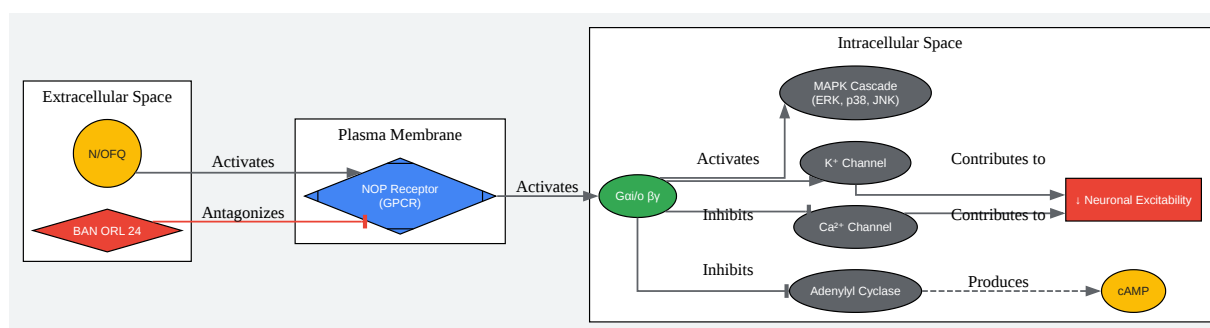 Extracellular Space
N/OFQ
BAN ORL 24
Activates
Antagonizes
Plasma Membrane
NOP Receptor
(GPCR)
Activates
Intracellular Space
Gαi/o βγ
Activates
Inhibits
Inhibits
MAPK Cascade
(ERK, p38, JNK)
K⁺ Channel
Ca²⁺ Channel
Adenylyl Cyclase
Contributes to
Contributes to
Produces
↓ Neuronal Excitability
cAMP